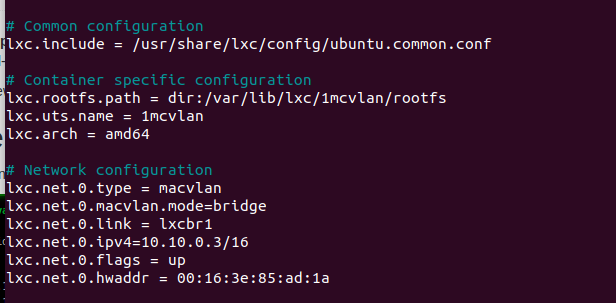 # Common configuration
lxc.include = /usr/share/lxc/config/ubuntu.common.conf
# Container specific configuration
lxc.rootfs.path = dir:/var/lib/lxc/1mcvlan/rootfs
lxc.uts.name = 1mcvlan
lxc.arch = amd64
# Network configuration
lxc.net.0.type = macvlan
lxc.net.0.macvlan.mode=bridge
lxc.net.0.link = lxcbr1
lxc.net.0.ipv4=10.10.0.3/16
lxc.net.0.flags = up
lxc.net.0.hwaddr = 00:16:3e:85:ad:1a